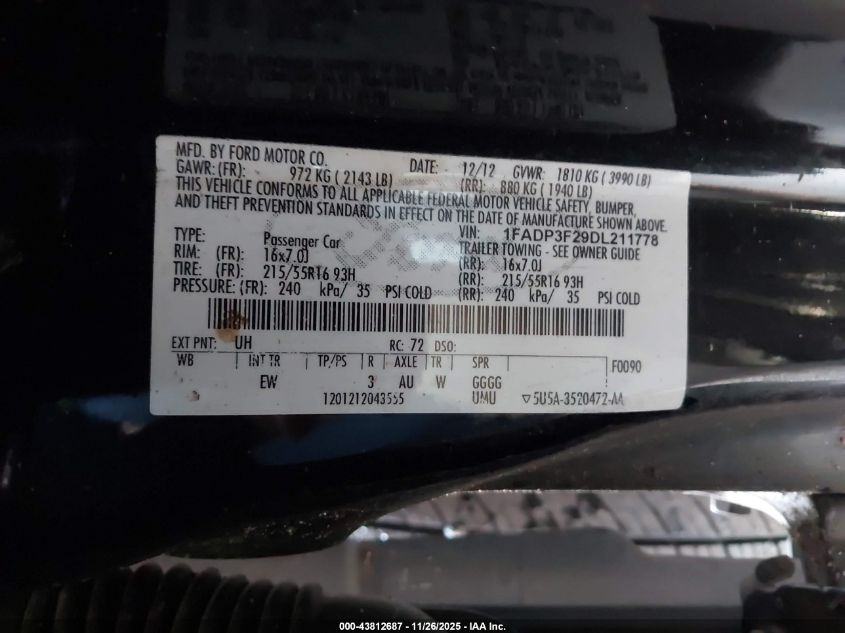 MFD. BY FORD MOTOR CO. DATE: 12/12 GVWR: 1810 KG ( 3990 LB)
GAWR: (FR): 972 KG ( 2143 LB) (RR): 880 KG ( 1940 LB)
THIS VEHICLE CONFORMS TO ALL APPLICABLE FEDERAL MOTOR VEHICLE SAFETY, BUMPER,
AND THEFT PREVENTION STANDARDS IN EFFECT ON THE DATE OF MANUFACTURE SHOWN ABOVE.
VIN: 1FADP3F29DL211778
TYPE: Passenger Car TRAILER TOWING - SEE OWNER GUIDE
RIM: (FR): 16x7.0J (RR): 16x7.0J
TIRE: (FR): 215/55R16 93H (RR): 215/55R16 93H
PRESSURE: (FR): 240 kPa/ 35 PSI COLD (RR): 240 kPa/ 35 PSI COLD
EXT PNT: UH RC: 72 DSO:
WB INT TR TP/PS R AXLE TR SPR F0090
EW 3 AU W GGGG
1201212043555 UMU ▽5U5A-3520472-AA
000-43812687 - 11/26/2025 - IAA Inc.